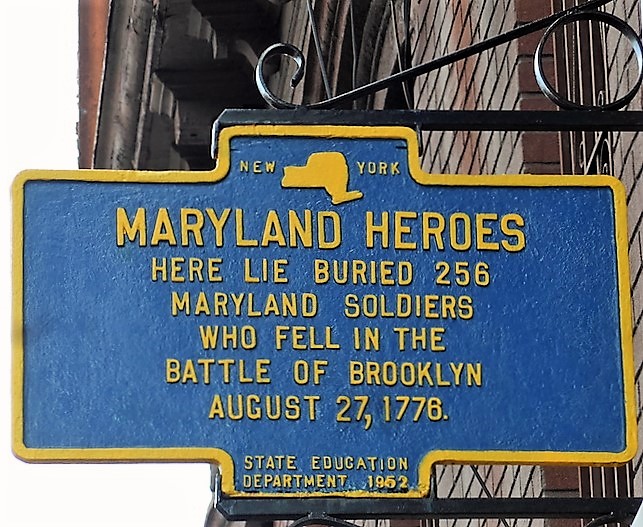 NEW YORK
MARYLAND HEROES
HERE LIE BURIED 256
MARYLAND SOLDIERS
WHO FELL IN THE
BATTLE OF BROOKLYN
AUGUST 27, 1776.
STATE EDUCATION
DEPARTMENT 1952